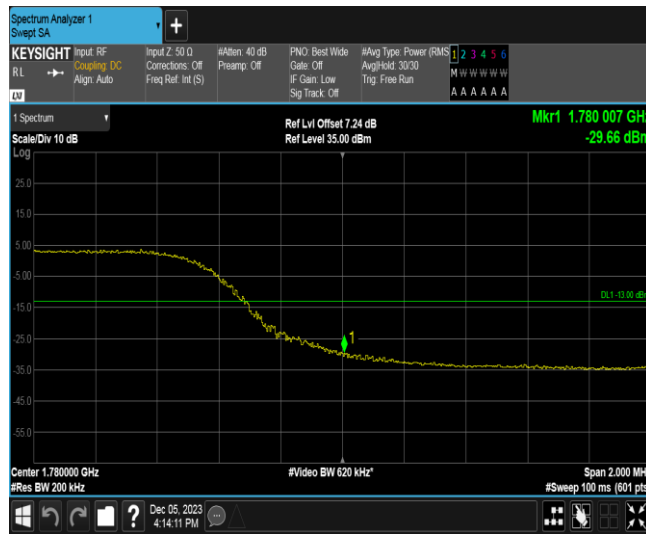 Spectrum Analyzer 1
Swept SA
+
KEYSIGHT
RL
LXI
Input: RF
Coupling: DC
Align: Auto
Input Z: 50 Ω
Corrections: Off
Freq Ref: Int (S)
#Atten: 40 dB
Preamp: Off
PNO: Best Wide
Gate: Off
IF Gain: Low
Sig Track: Off
#Avg Type: Power (RMS
Avg|Hold: 30/30
Trig: Free Run
1 2 3 4 5 6
M W W W W W
A A A A A A
1 Spectrum
Scale/Div 10 dB
Ref Lvl Offset 7.24 dB
Ref Level 35.00 dBm
Mkr1 1.780 007 GHz
-29.66 dBm
Log
25.0
15.0
5.00
-5.00
DL1 -13.00 dBm
-15.0
-25.0
1
-35.0
-45.0
-55.0
Center 1.780000 GHz
#Video BW 620 kHz*
Span 2.000 MH
#Res BW 200 kHz
#Sweep 100 ms (601 pts
?
Dec 05, 2023
4:14:11 PM